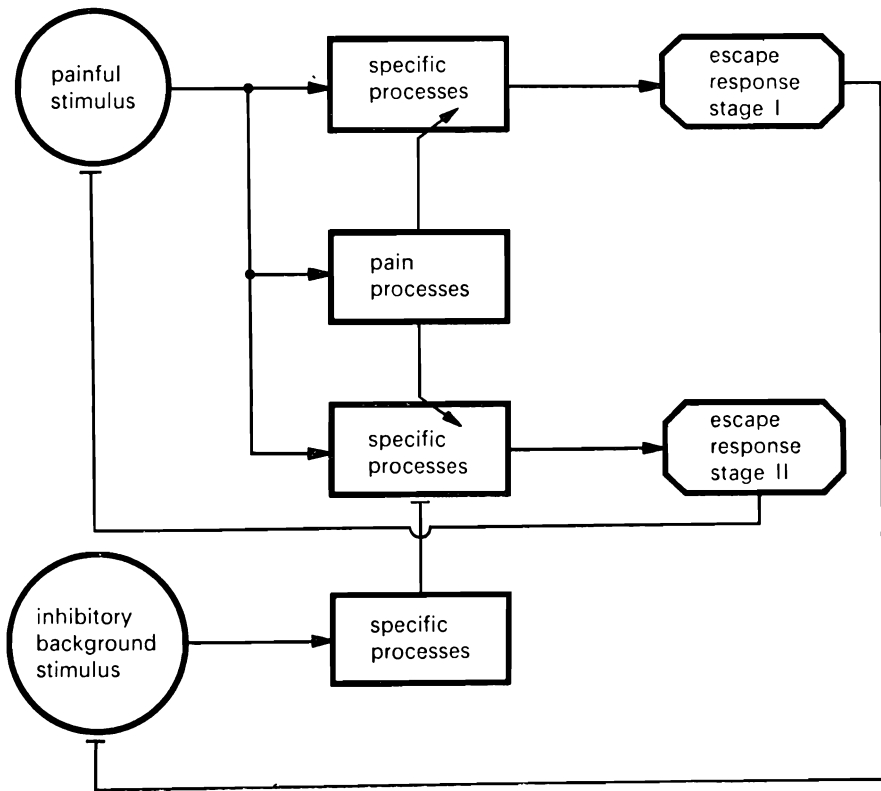 painful
stimulus
specific
processes
escape
response
stage I
pain
processes
specific
processes
escape
response
stage II
inhibitory
background
stimulus
specific
processes